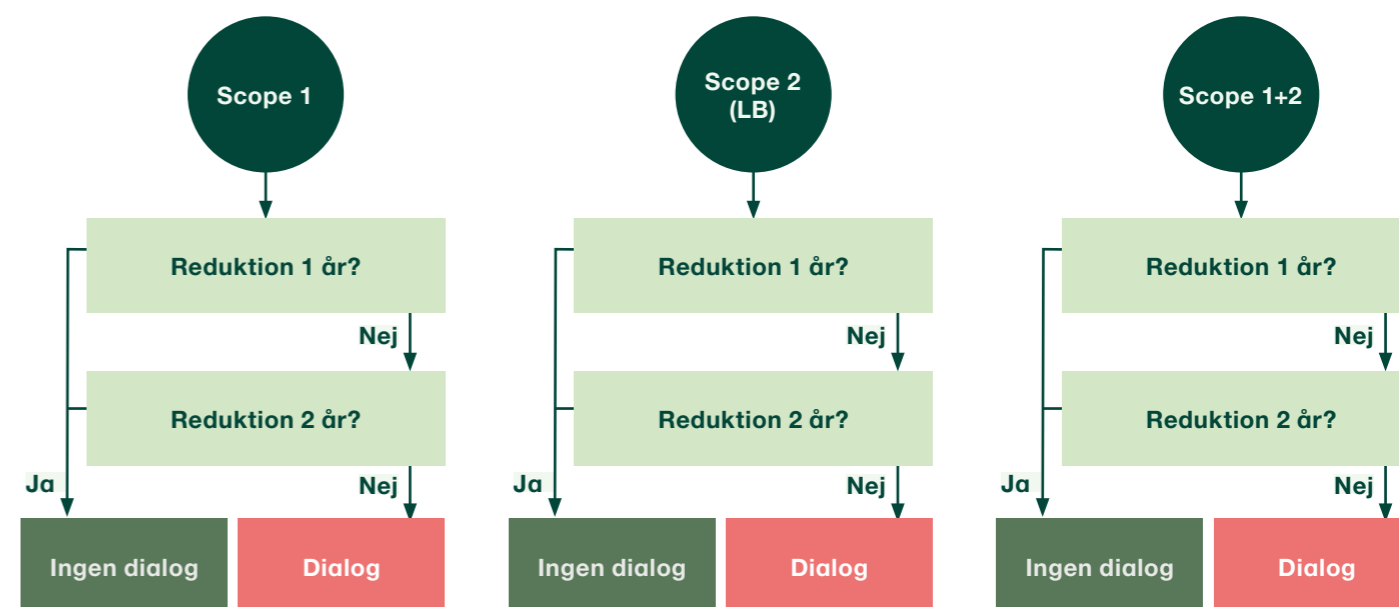 Scope 1
Reduktion 1 år?
Nej
Reduktion 2 år?
Ja
Nej
Ingen dialog
Dialog
Scope 2
(LB)
Reduktion 1 år?
Nej
Reduktion 2 år?
Ja
Nej
Ingen dialog
Dialog
Scope 1+2
Reduktion 1 år?
Nej
Reduktion 2 år?
Ja
Nej
Ingen dialog
Dialog